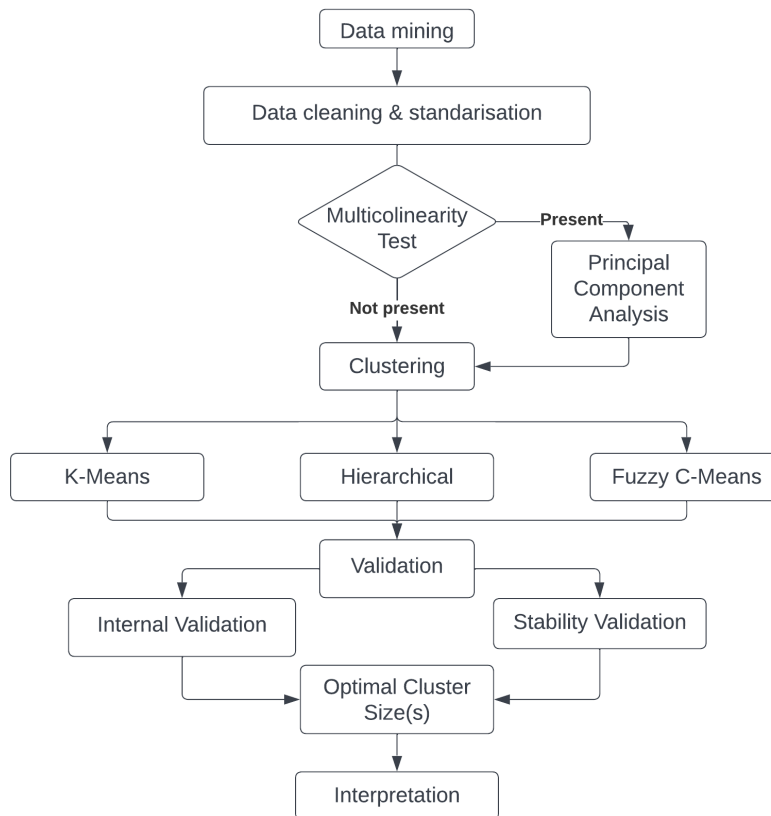 Data mining
Data cleaning & standarisation
Multicolinearity
Test
Present
Principal
Component
Analysis
Not present
Clustering
K-Means
Hierarchical
Fuzzy C-Means
Validation
Internal Validation
Stability Validation
Optimal Cluster
Size(s)
Interpretation